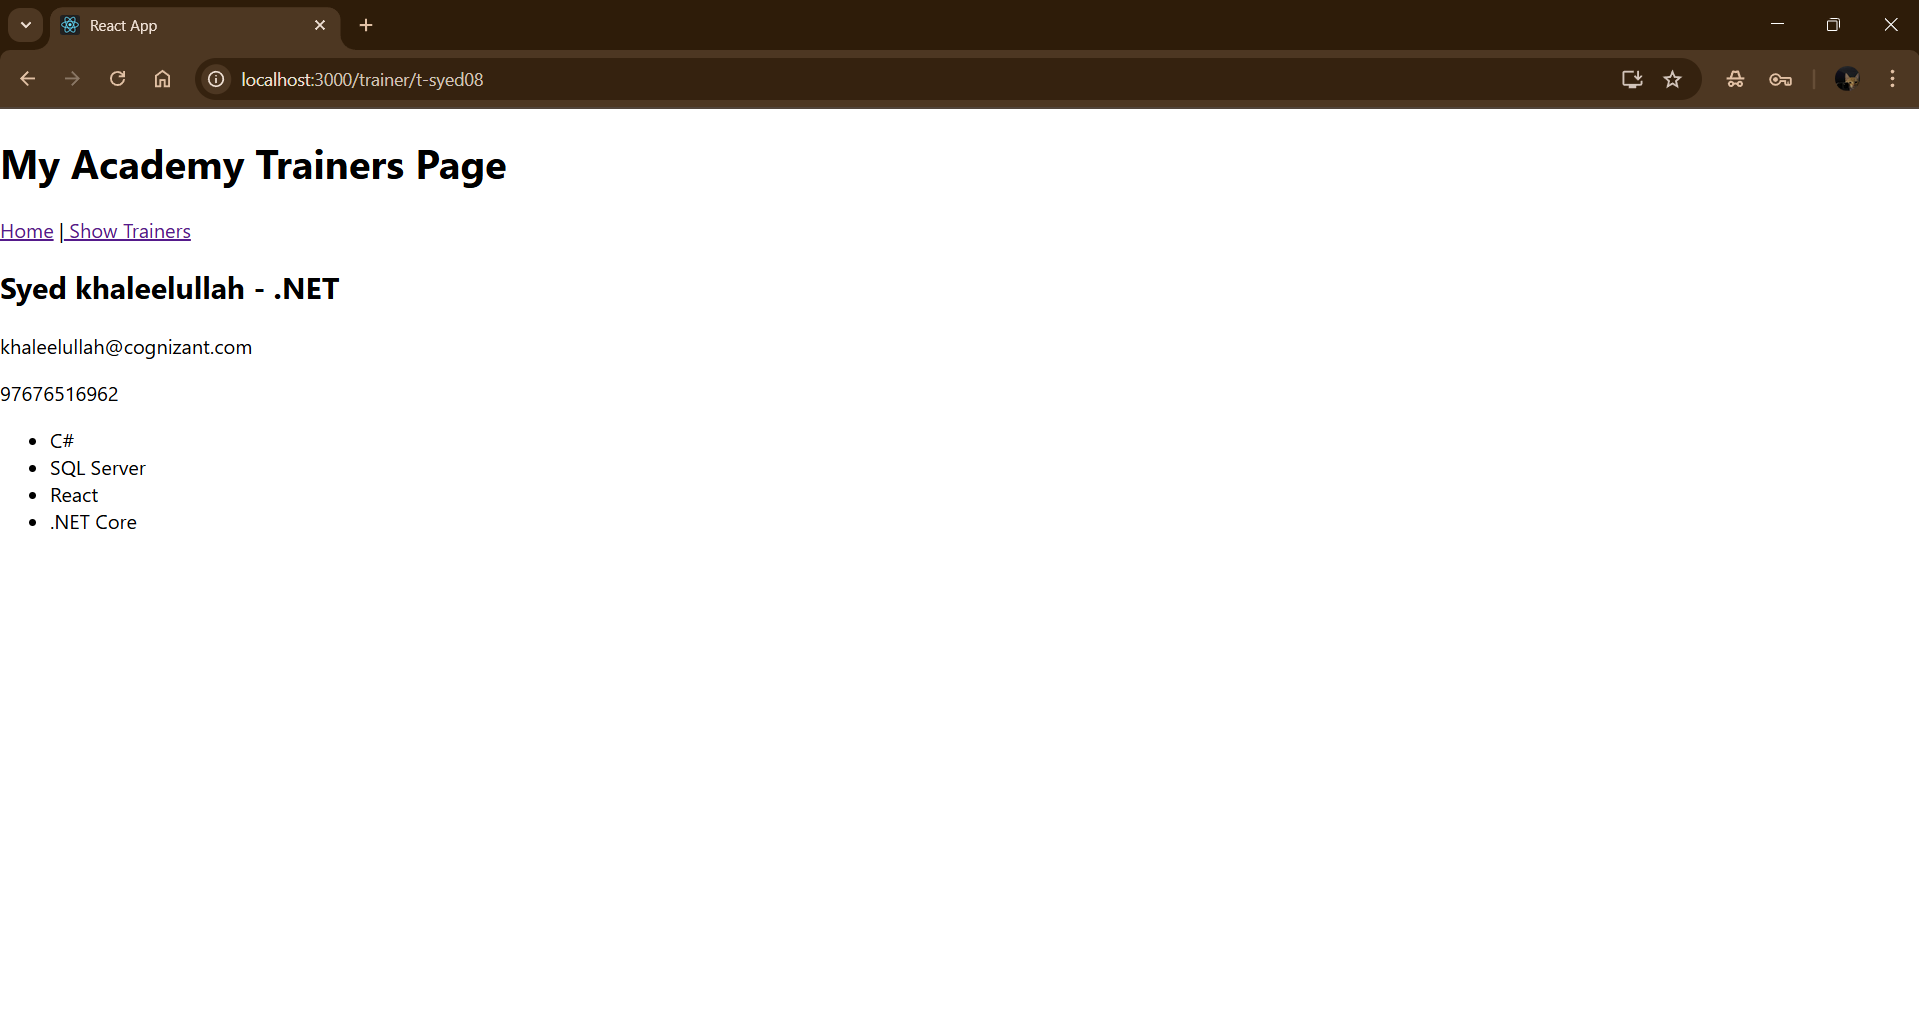 React App
localhost:3000/trainer/t-syed08
My Academy Trainers Page
Home | Show Trainers
Syed khaleelullah - .NET
khaleelullah@cognizant.com
97676516962
C#
SQL Server
React
.NET Core